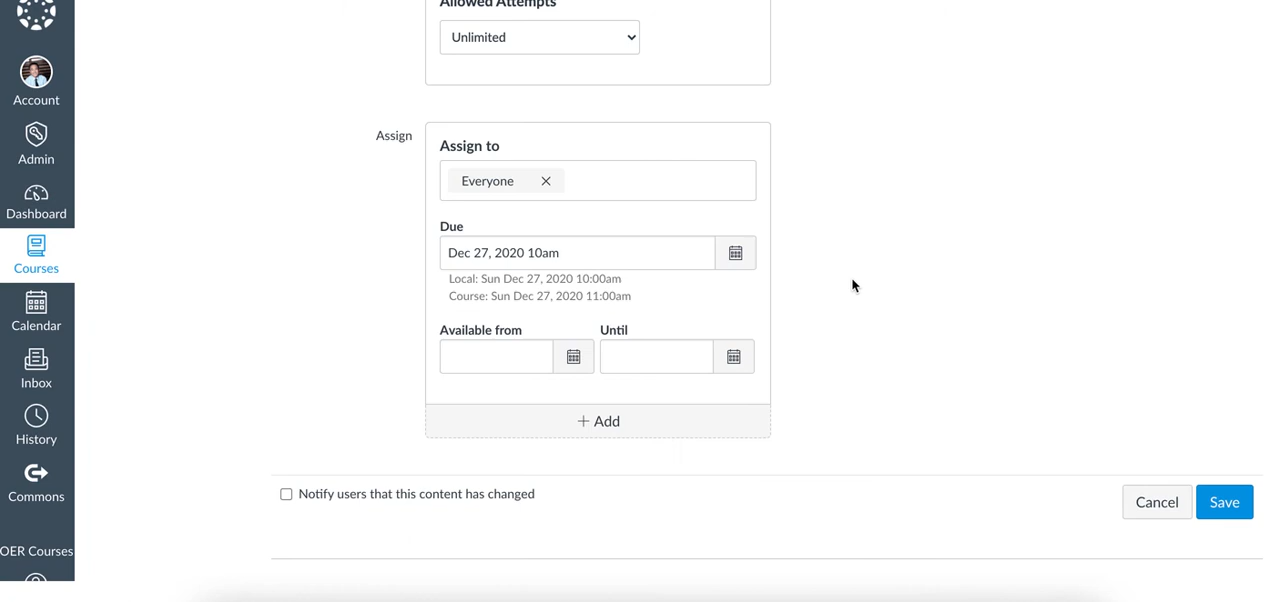 Allowed Attempts
Unlimited
Account
Assign
Assign to
Admin
Everyone
Dashboard
Due
Dec 27, 2020 10am
Courses
Local: Sun Dec 27, 2020 10:00am
Course: Sun Dec 27, 2020 11:00am
Calendar
Available from
Until
Inbox
+ Add
History
Commons
Notify users that this content has changed
Cancel
Save
OER Courses